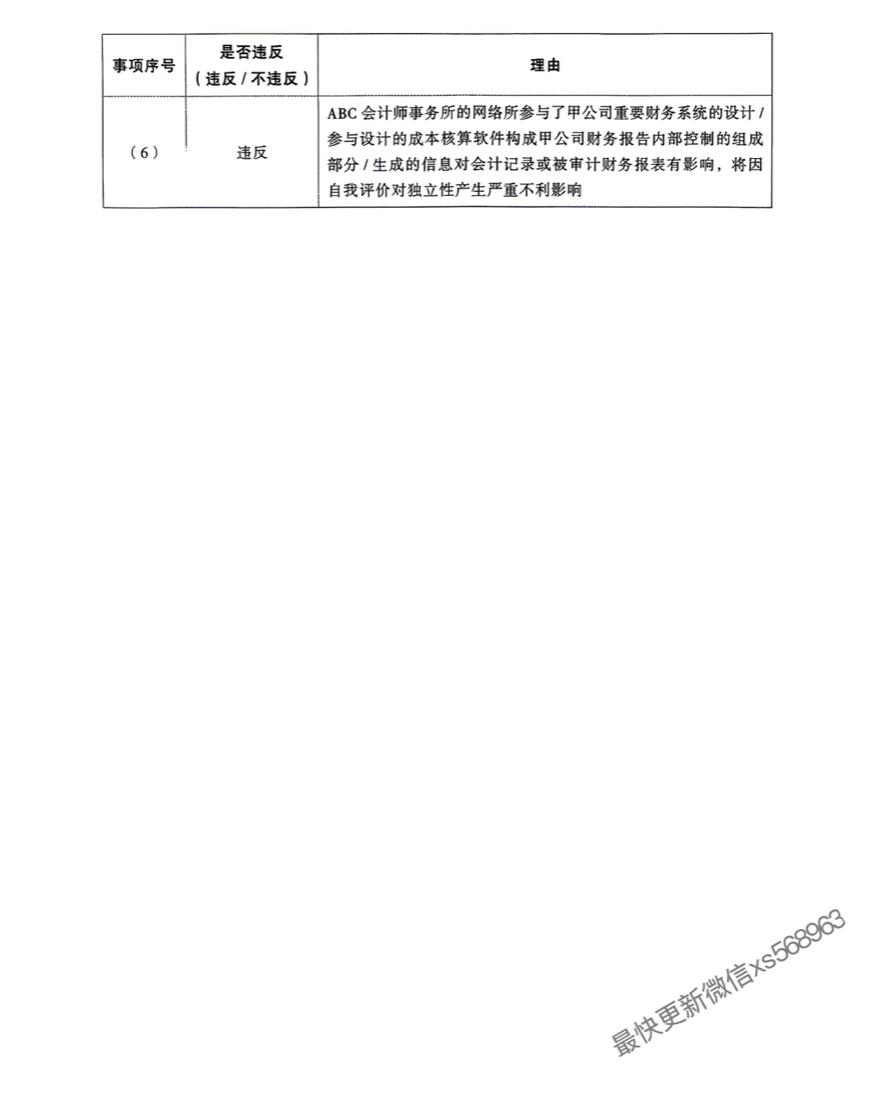 事项序号
是否违反
（违反 / 不违反）
理由
（6）
违反
ABC 会计师事务所的网络所参与了甲公司重要财务系统的设计 /
参与设计的成本核算软件构成甲公司财务报告内部控制的组成
部分 / 生成的信息对会计记录或被审计财务报表有影响，将因
自我评价对独立性产生严重不利影响
最快更新微信xs568963